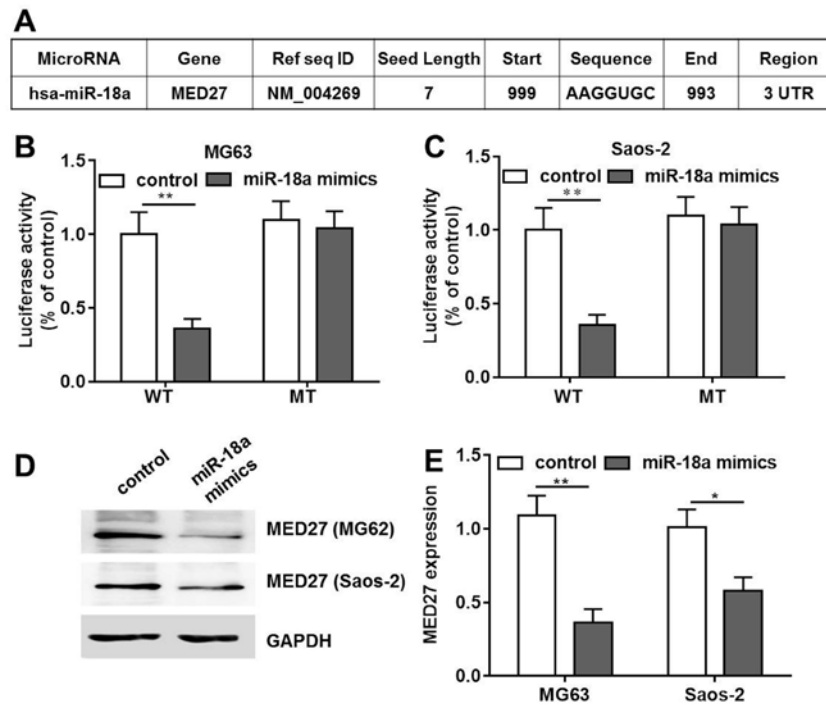 A
MicroRNA Gene Ref seq ID Seed Length Start Sequence End Region
hsa-miR-18a MED27 NM_004269 7 999 AAGGUGC 993 3 UTR
B
MG63
control miR-18a mimics
Luciferase activity
(% of control)
1.5
1.0
0.5
0.0
**
WT MT
C
Saos-2
control miR-18a mimics
Luciferase activity
(% of control)
1.5
1.0
0.5
0.0
**
WT MT
D
control
miR-18a
mimics
MED27 (MG62)
MED27 (Saos-2)
GAPDH
E
control miR-18a mimics
MED27 expression
1.5
1.0
0.5
0.0
**
*
MG63 Saos-2